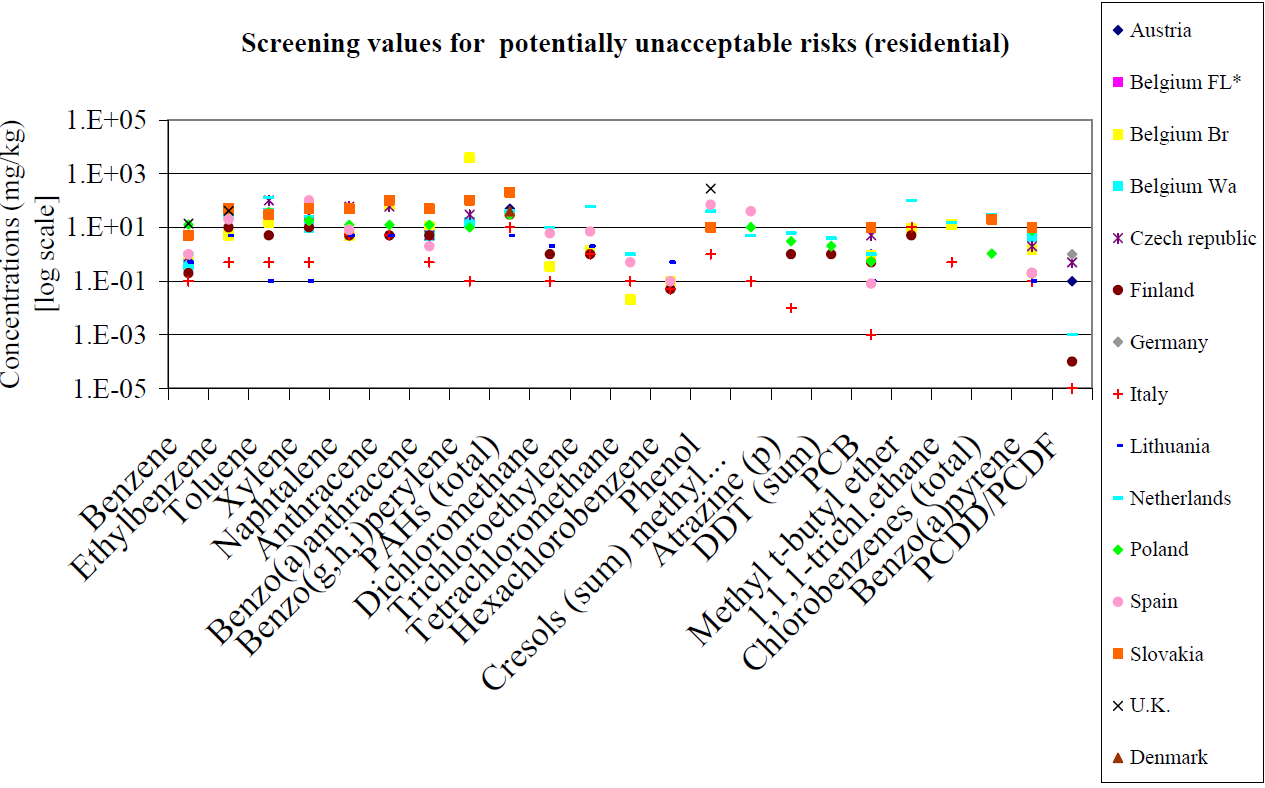 Screening values for potentially unacceptable risks (residential)
Concentrations (mg/kg)
[log scale]
1.E+05
1.E+03
1.E+01
1.E-01
1.E-03
1.E-05
Benzene
Ethylbenzene
Toluene
Xylene
Naphtalene
Anthracene
Benzo(a)anthracene
Benzo(g,h,i)perylene
PAHs (total)
Dichloromethane
Trichloroethylene
Tetrachloromethane
Hexachlorobenzene
Phenol
Cresols (sum) methyl...
Atrazine (p)
DDT (sum)
PCB
Methyl t-butyl ether
1,1,1-trichl.ethane
Chlorobenzenes (total)
Benzo(a)pyrene
PCDD/PCDF
Austria
Belgium FL*
Belgium Br
Belgium Wa
Czech republic
Finland
Germany
Italy
Lithuania
Netherlands
Poland
Spain
Slovakia
U.K.
Denmark